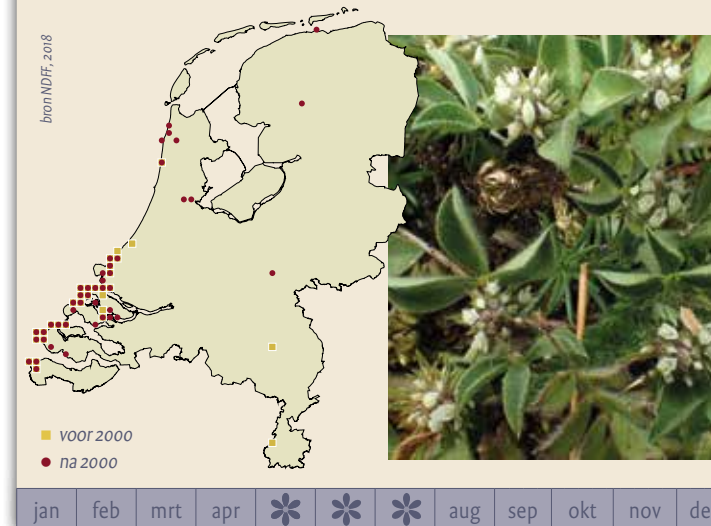 bron NDFF, 2018
voor 2000
na 2000
jan feb mrt apr aug sep okt nov de